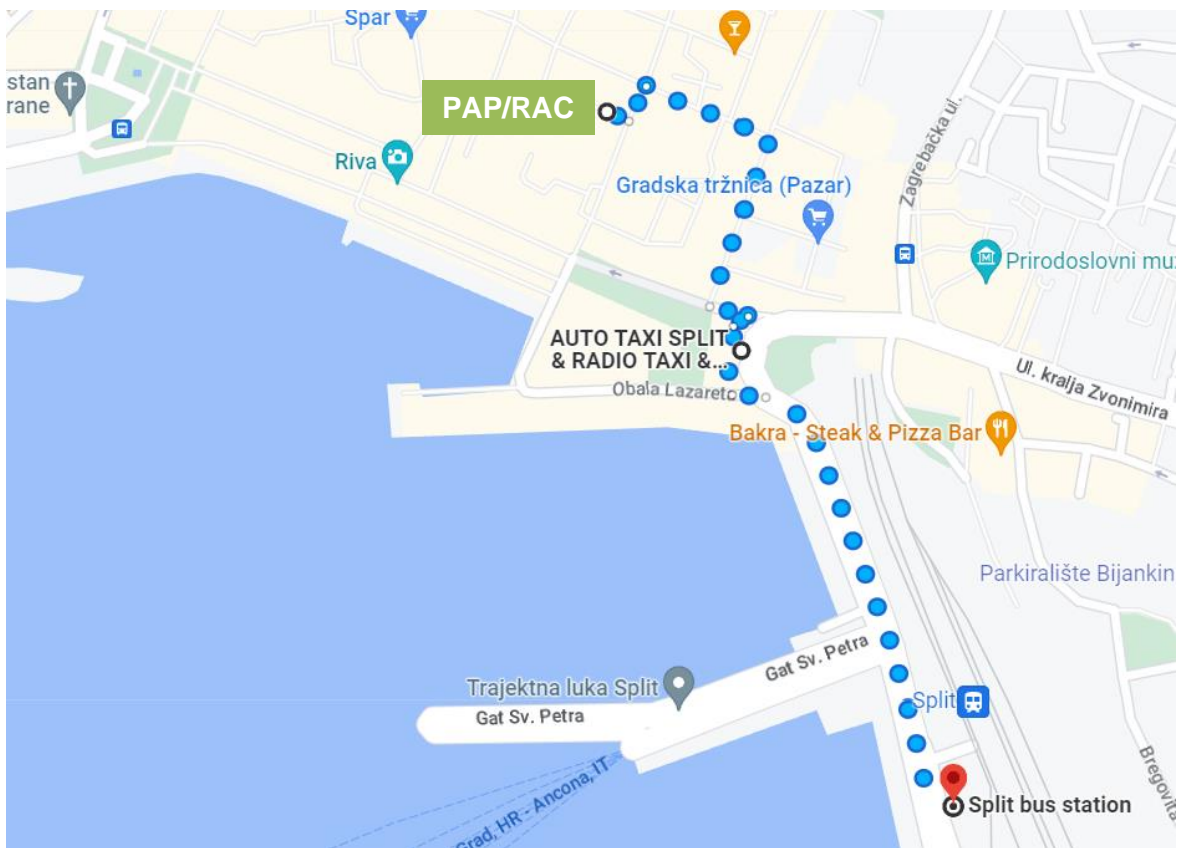 Spar
stan
rane
PAP/RAC
Riva
Gradska tržnica (Pazar)
Zagrebačka ul.
Prirodoslovni mu
AUTO TAXI SPLIT
& RADIO TAXI &...
Obala Lazareta
Ul. kralja Zvonimira
Bakra - Steak & Pizza Bar
Parkiralište Bijankin
Gat Sv. Petra
Trajektna luka Split
Gat Sv. Petra
Split
Bregovita
Grad, HR - Ancona, IT
Split bus station